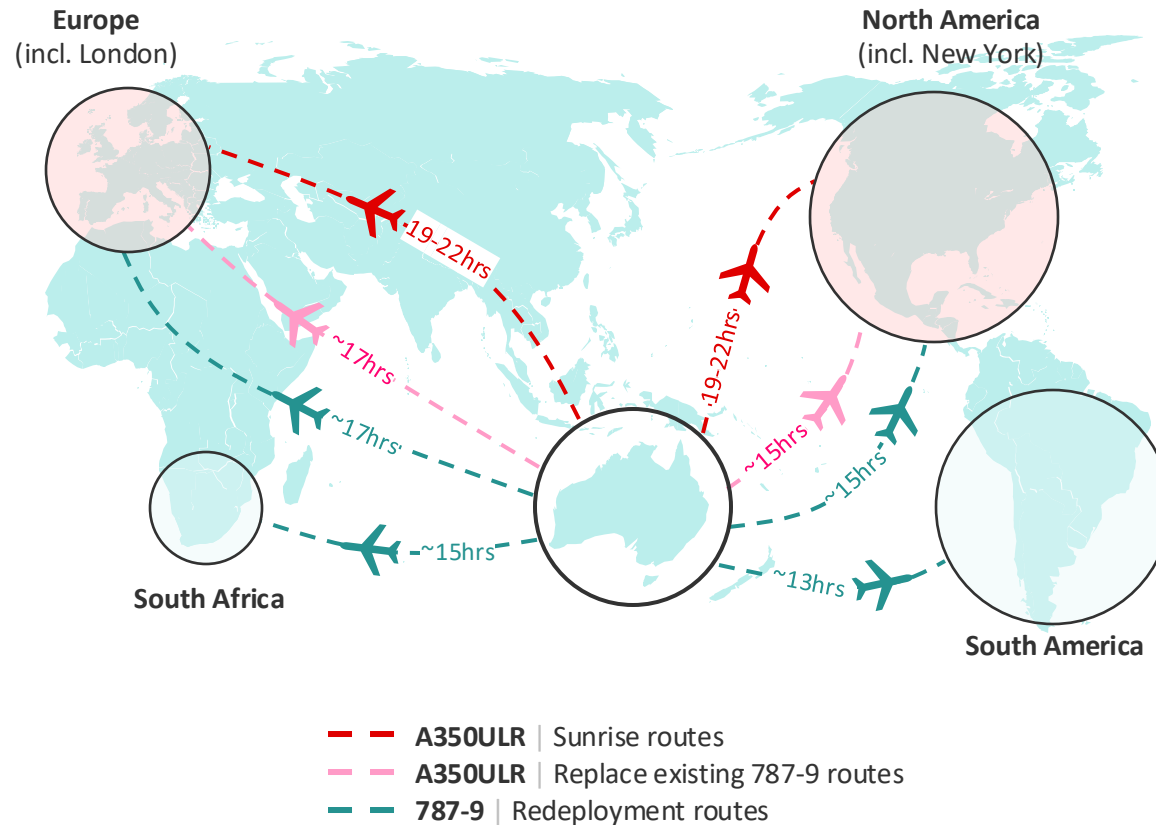 Europe
(incl. London)
North America
(incl. New York)
19-22hrs
19-22hrs
~17hrs
~17hrs
~15hrs
~15hrs
~15hrs
~13hrs
South Africa
South America
A350ULR | Sunrise routes
A350ULR | Replace existing 787-9 routes
787-9 | Redeployment routes